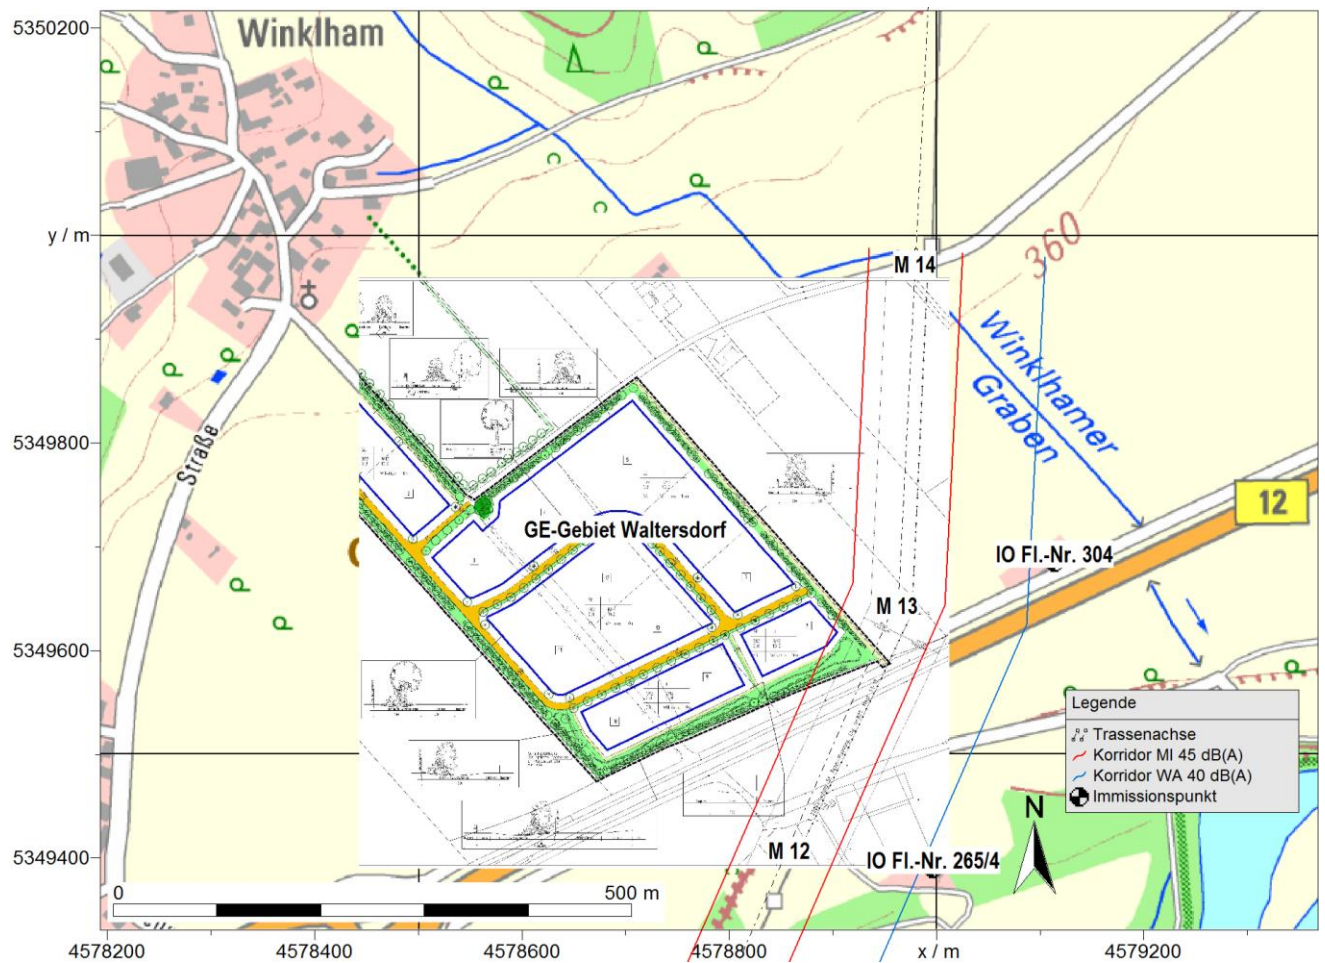 5350200
Winklham
y / m
M 14
360
Winklhamer
Graben
5349800
Straße
12
GE-Gebiet Waltersdorf
IO Fl.-Nr. 304
M 13
5349600
Legende
Trassenachse
Korridor MI 45 dB(A)
Korridor WA 40 dB(A)
Immissionspunkt
N
5349400
M 12
IO Fl.-Nr. 265/4
0
500 m
4578200
4578400
4578600
4578800
x / m
4579200